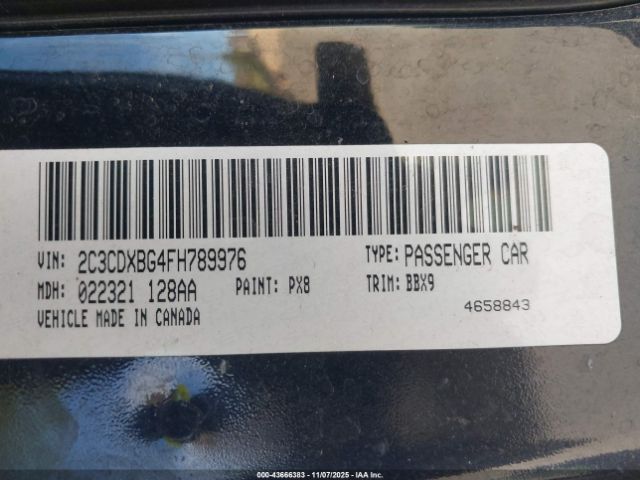 VIN: 2C3CDXBG4FH789976 TYPE: PASSENGER CAR
MDH: 022321 128AA PAINT: PX8 TRIM: BBX9
VEHICLE MADE IN CANADA 4658843
000-43666383 | 11/07/2025 - IAA Inc.